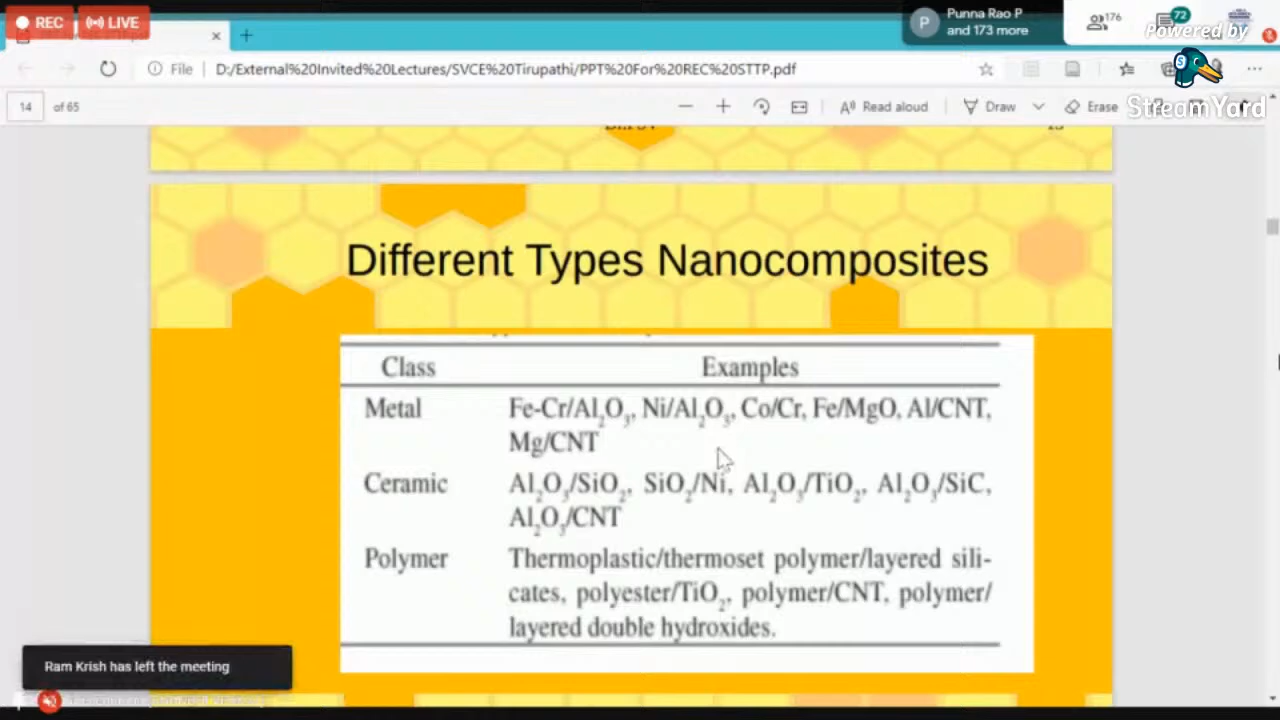 REC
LIVE
P
Punna Rao P
and 173 more
176
72
Powered by
StreamYard
File
D:/External%20Invited%20Lectures/SVCE%20Tirupathi/PPT%20For%20REC%20STTP.pdf
14 of 65
Read aloud
Draw
Erase
Different Types Nanocomposites
Class Examples
Metal Fe-Cr/Al₂O₃, Ni/Al₂O₃, Co/Cr, Fe/MgO, Al/CNT,
Mg/CNT
Ceramic Al₂O₃/SiO₂, SiO₂/Ni, Al₂O₃/TiO₂, Al₂O₃/SiC,
Al₂O₃/CNT
Polymer Thermoplastic/thermoset polymer/layered sili-
cates, polyester/TiO₂, polymer/CNT, polymer/
layered double hydroxides.
Ram Krish has left the meeting